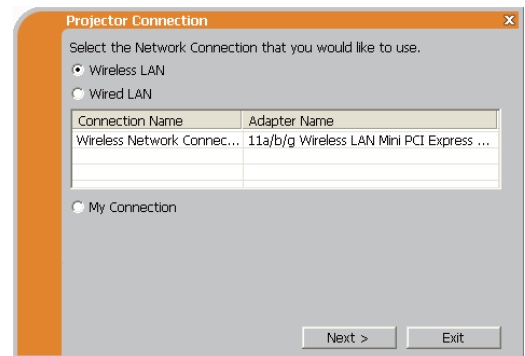 Projector Connection
X
Select the Network Connection that you would like to use.
Wireless LAN
Wired LAN
Connection Name Adapter Name
Wireless Network Connec... 11a/b/g Wireless LAN Mini PCI Express ...
My Connection
Next > Exit